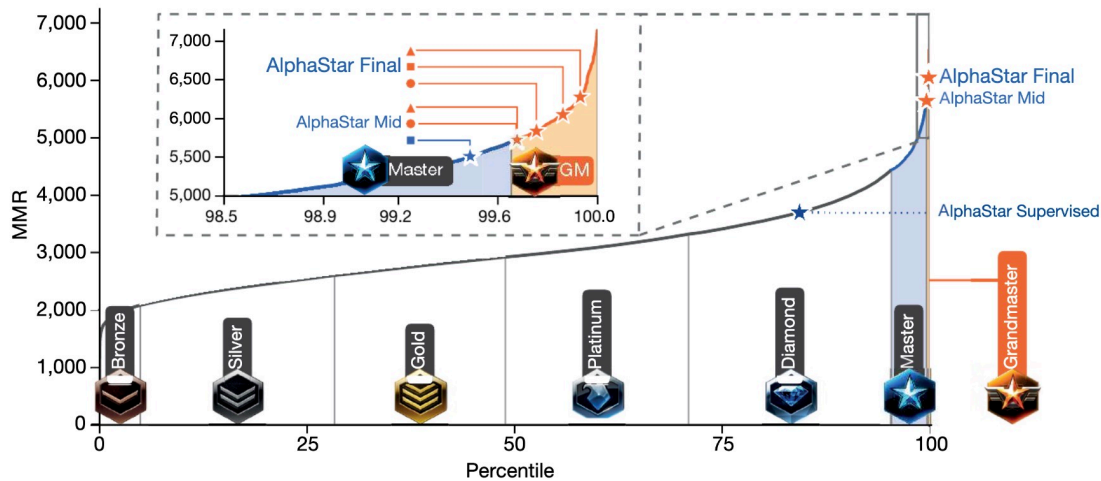 7,000
6,000
5,000
4,000
3,000
2,000
1,000
0
MMR
7,000
6,500
6,000
5,500
5,000
AlphaStar Final
AlphaStar Mid
Master
GM
98.5
98.9
99.2
99.6
100.0
AlphaStar Final
AlphaStar Mid
AlphaStar Supervised
Bronze
Silver
Gold
Platinum
Diamond
Master
Grandmaster
0
25
50
75
100
Percentile